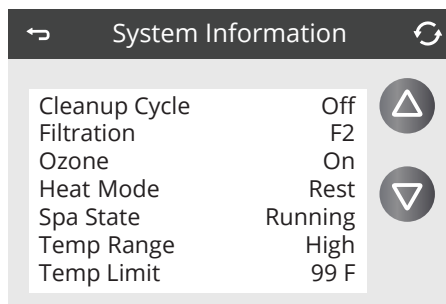 System Information
Cleanup Cycle Off
Filtration F2
Ozone On
Heat Mode Rest
Spa State Running
Temp Range High
Temp Limit 99 F